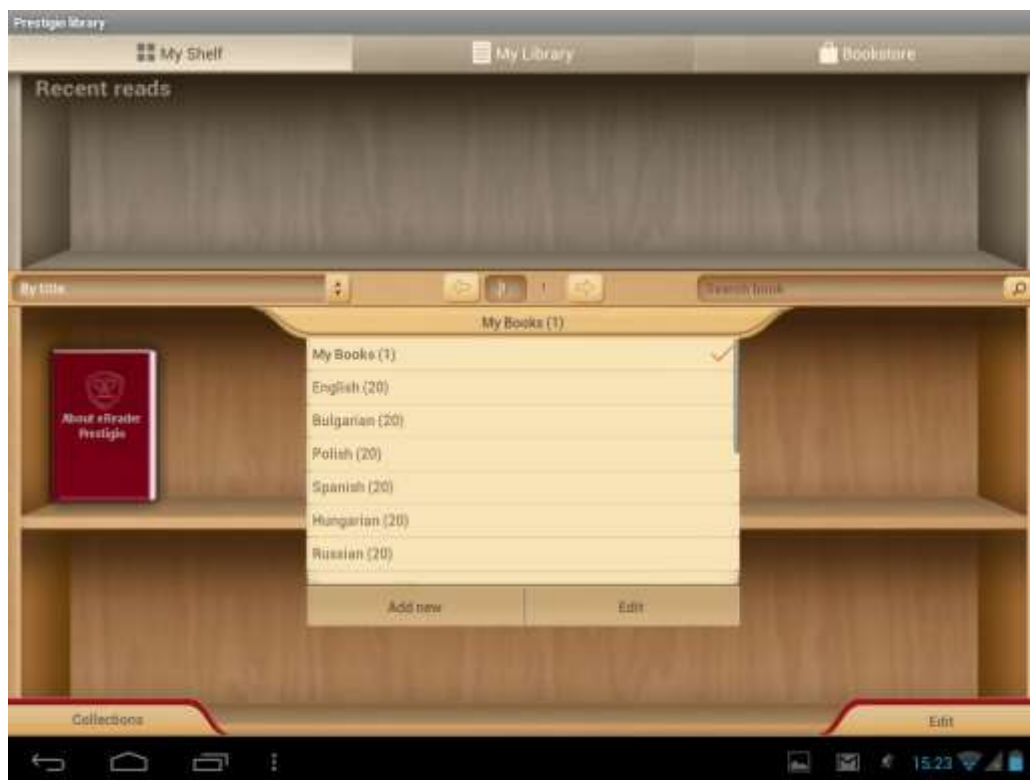 Prestigio library
My Shelf
My Library
Bookstore
Recent reads
By title
1
Search book
My Books (1)
About eReader
Prestigio
My Books (1)
English (20)
Bulgarian (20)
Polish (20)
Spanish (20)
Hungarian (20)
Russian (20)
Add new
Edit
Collections
Edit
15:23